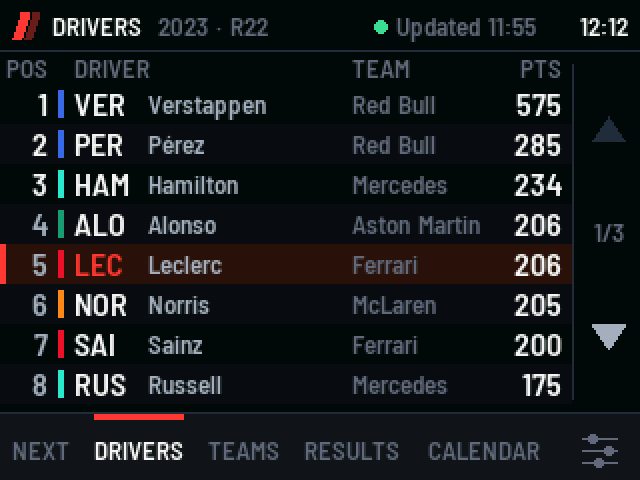 DRIVERS 2023 · R22 Updated 11:55 12:12
POS DRIVER TEAM PTS
1 VER Verstappen Red Bull 575
2 PER Pérez Red Bull 285
3 HAM Hamilton Mercedes 234
4 ALO Alonso Aston Martin 206
1/3
5 LEC Leclerc Ferrari 206
6 NOR Norris McLaren 205
7 SAI Sainz Ferrari 200
8 RUS Russell Mercedes 175
NEXT DRIVERS TEAMS RESULTS CALENDAR